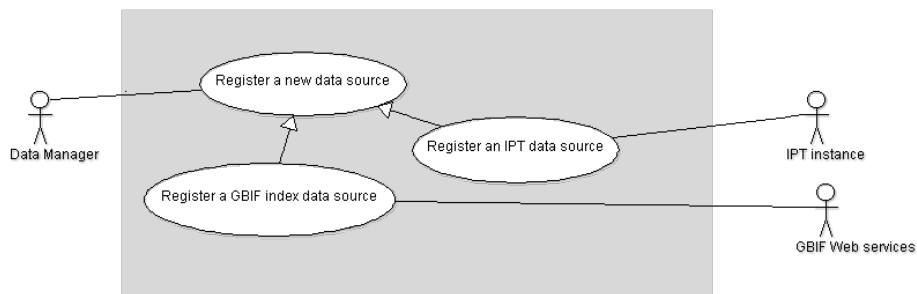 Register a new data source
Data Manager
Register an IPT data source
IPT instance
Register a GBIF index data source
GBIF Web services